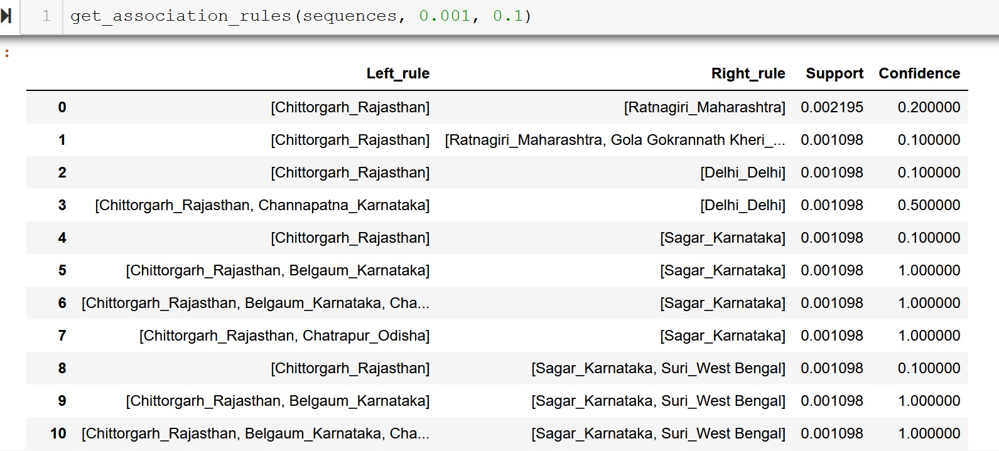 1 get_association_rules(sequences, 0.001, 0.1)
:
Left_rule Right_rule Support Confidence
0 [Chittorgarh_Rajasthan] [Ratnagiri_Maharashtra] 0.002195 0.200000
1 [Chittorgarh_Rajasthan] [Ratnagiri_Maharashtra, Gola Gokrannath Kheri_... 0.001098 0.100000
2 [Chittorgarh_Rajasthan] [Delhi_Delhi] 0.001098 0.100000
3 [Chittorgarh_Rajasthan, Channapatna_Karnataka] [Delhi_Delhi] 0.001098 0.500000
4 [Chittorgarh_Rajasthan] [Sagar_Karnataka] 0.001098 0.100000
5 [Chittorgarh_Rajasthan, Belgaum_Karnataka] [Sagar_Karnataka] 0.001098 1.000000
6 [Chittorgarh_Rajasthan, Belgaum_Karnataka, Cha... [Sagar_Karnataka] 0.001098 1.000000
7 [Chittorgarh_Rajasthan, Chatrapur_Odisha] [Sagar_Karnataka] 0.001098 1.000000
8 [Chittorgarh_Rajasthan] [Sagar_Karnataka, Suri_West Bengal] 0.001098 0.100000
9 [Chittorgarh_Rajasthan, Belgaum_Karnataka] [Sagar_Karnataka, Suri_West Bengal] 0.001098 1.000000
10 [Chittorgarh_Rajasthan, Belgaum_Karnataka, Cha... [Sagar_Karnataka, Suri_West Bengal] 0.001098 1.000000